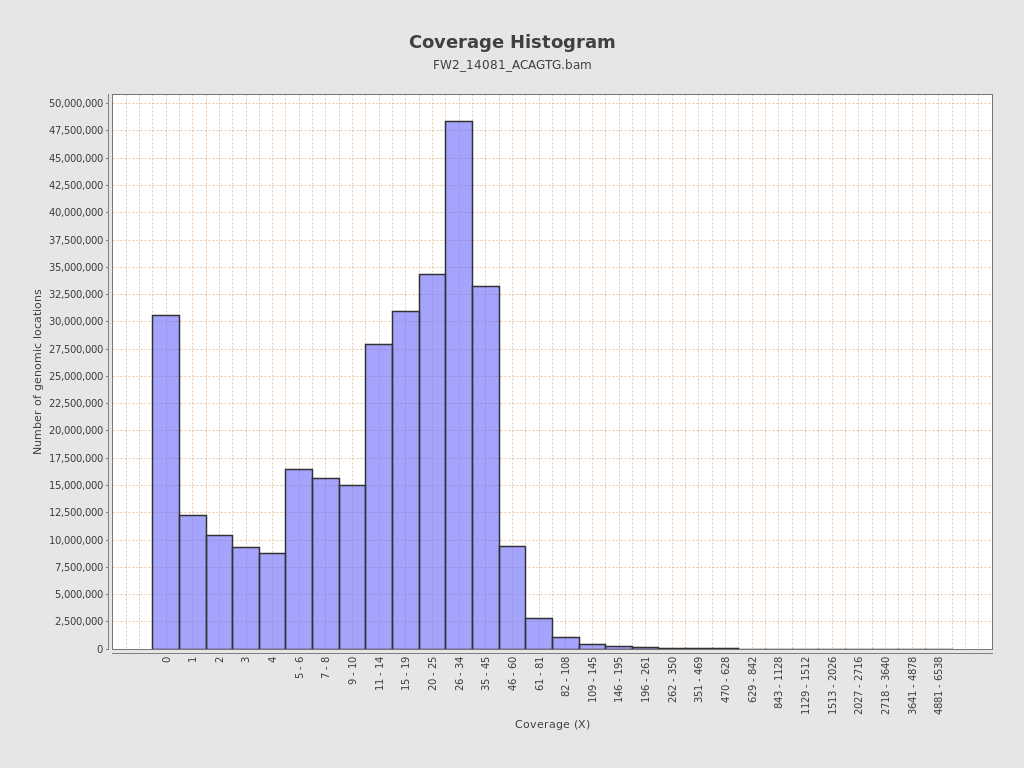 Coverage Histogram
FW2_14081_ACAGTG.bam
50,000,000
47,500,000
45,000,000
42,500,000
40,000,000
37,500,000
35,000,000
32,500,000
30,000,000
27,500,000
25,000,000
22,500,000
20,000,000
17,500,000
15,000,000
12,500,000
10,000,000
7,500,000
5,000,000
2,500,000
0
Number of genomic locations
0
1
2
3
4
5 - 6
7 - 8
9 - 10
11 - 14
15 - 19
20 - 25
26 - 34
35 - 45
46 - 60
61 - 81
82 - 108
109 - 145
146 - 195
196 - 261
262 - 350
351 - 469
470 - 628
629 - 842
843 - 1128
1129 - 1512
1513 - 2026
2027 - 2716
2718 - 3640
3641 - 4878
4881 - 6538
Coverage (X)